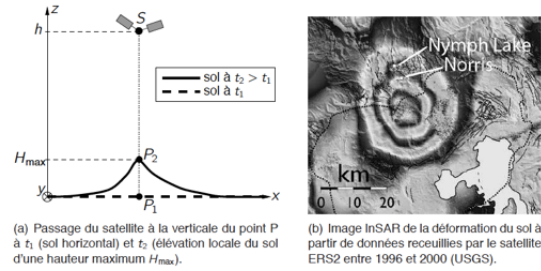 z
S
h
sol à t₂ > t₁
sol à t₁
Hmax
P₂
y
P₁
x
(a) Passage du satellite à la verticale du point P
à t₁ (sol horizontal) et t₂ (élévation locale du sol
d'une hauteur maximum Hmax).
Nymph Lake
Norris
km
0 10
(b) Image InSAR de la déformation du sol à
partir de données receuillies par le satellite
ERS2 entre 1996 et 2000 (USGS).